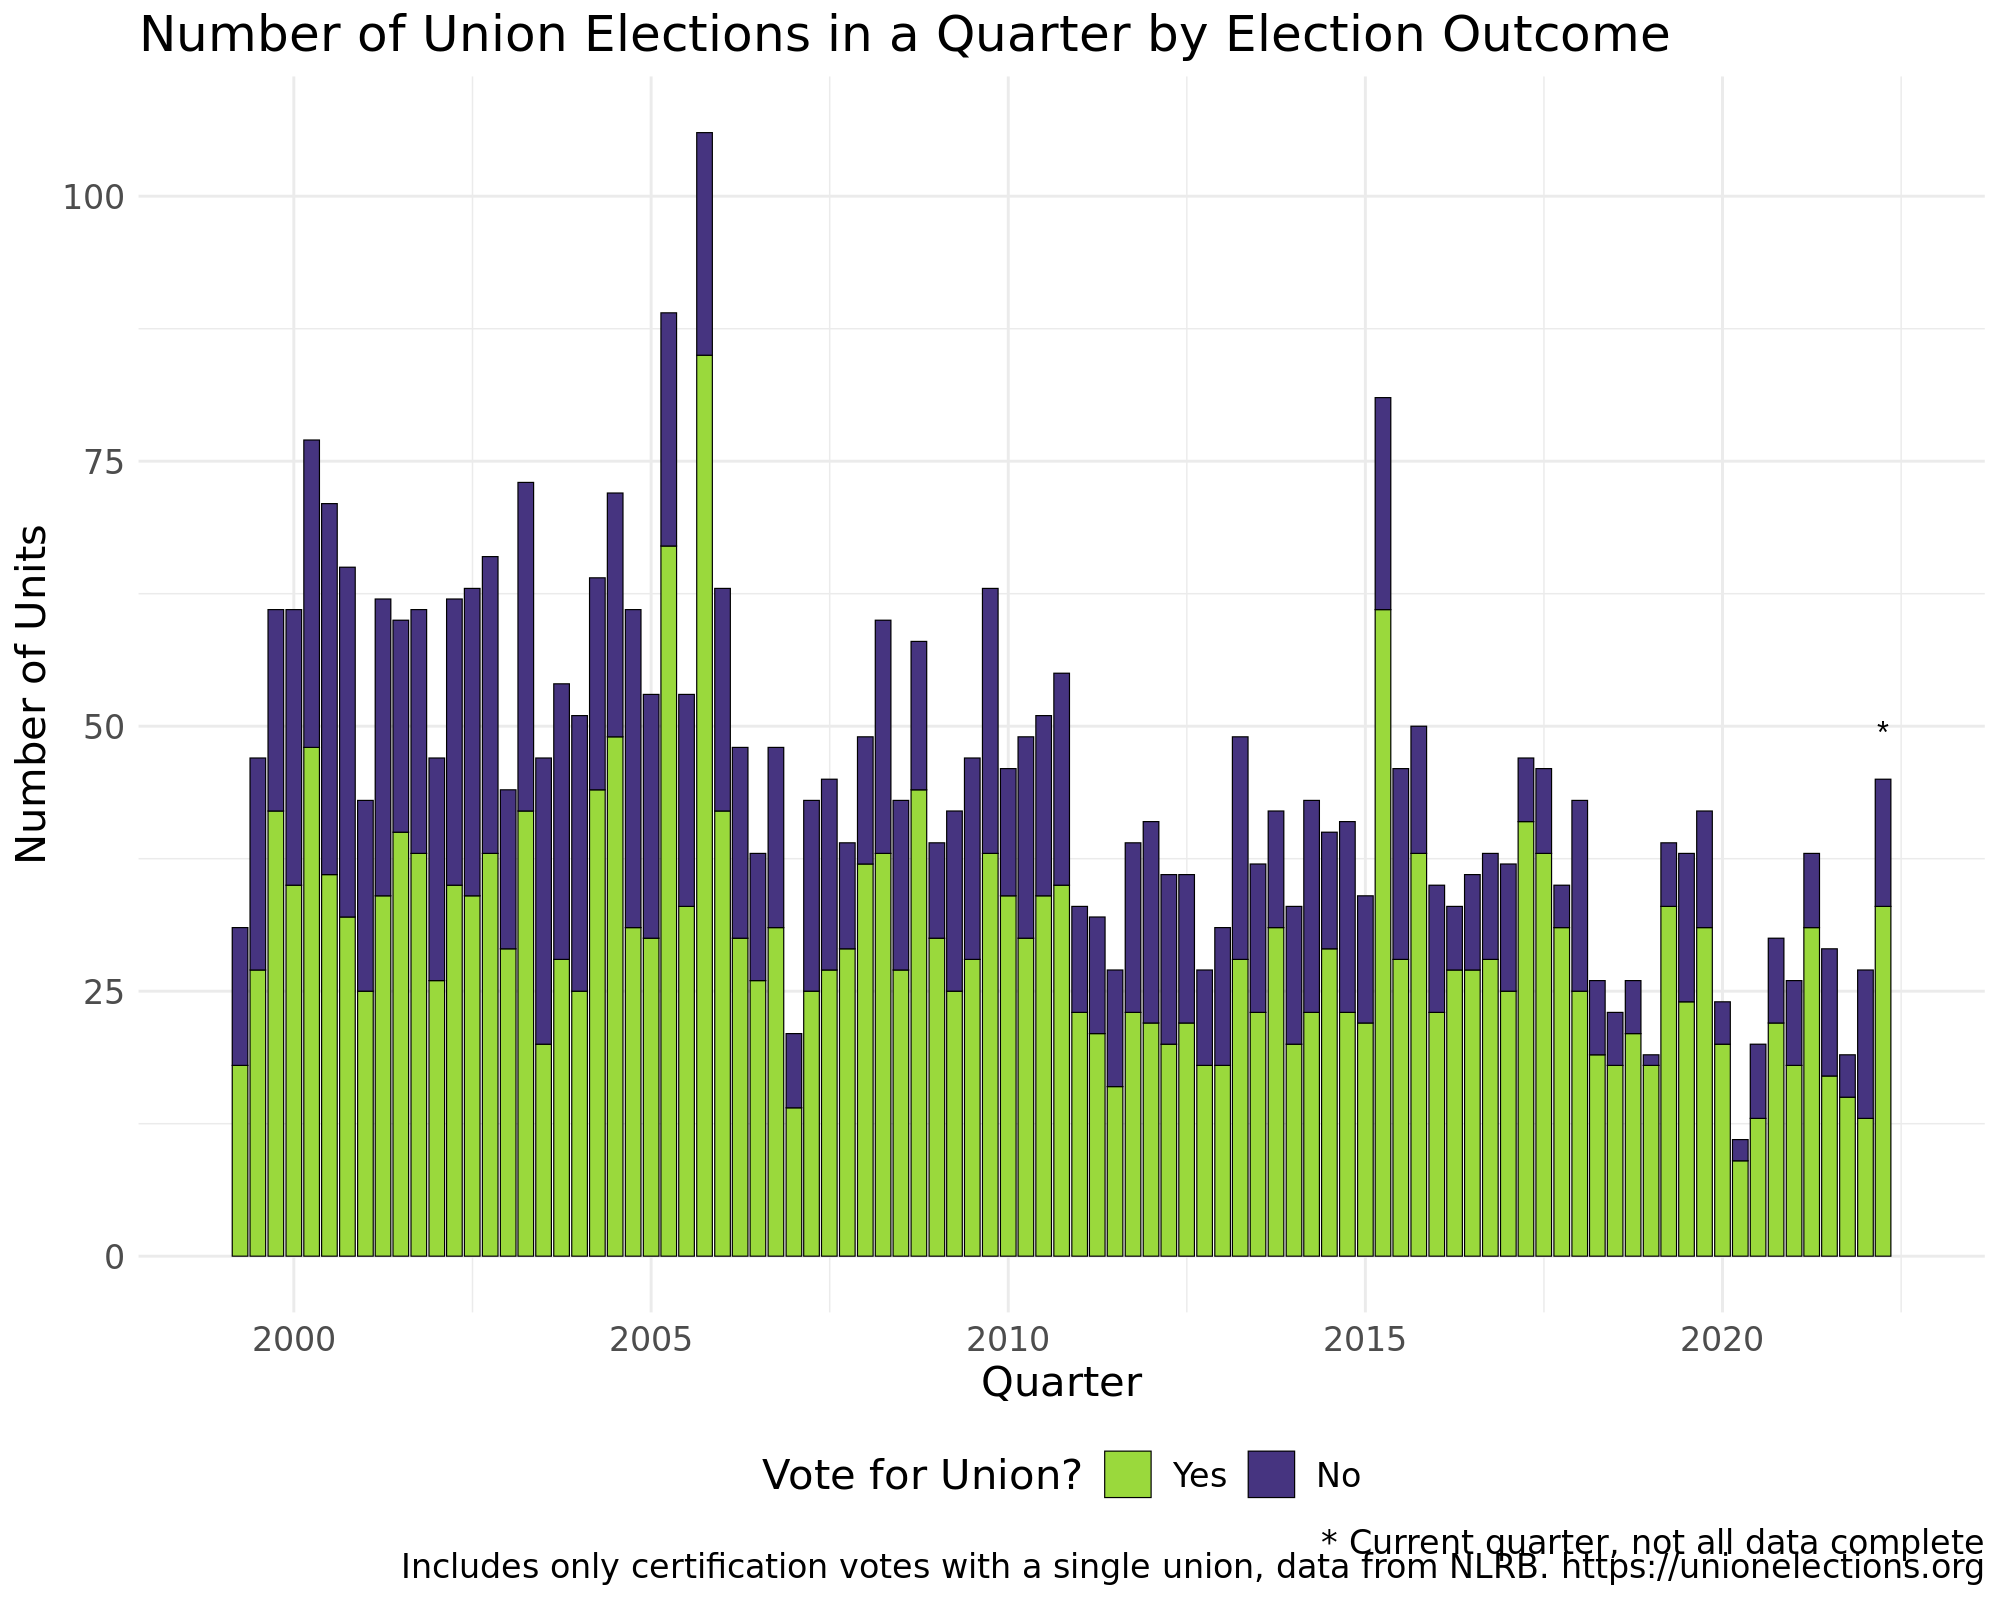 Number of Union Elections in a Quarter by Election Outcome
Number of Units
100
75
50
25
0
*
2000 2005 2010 2015 2020
Quarter
Vote for Union? Yes No
* Current quarter, not all data complete
Includes only certification votes with a single union, data from NLRB. https://unionelections.org